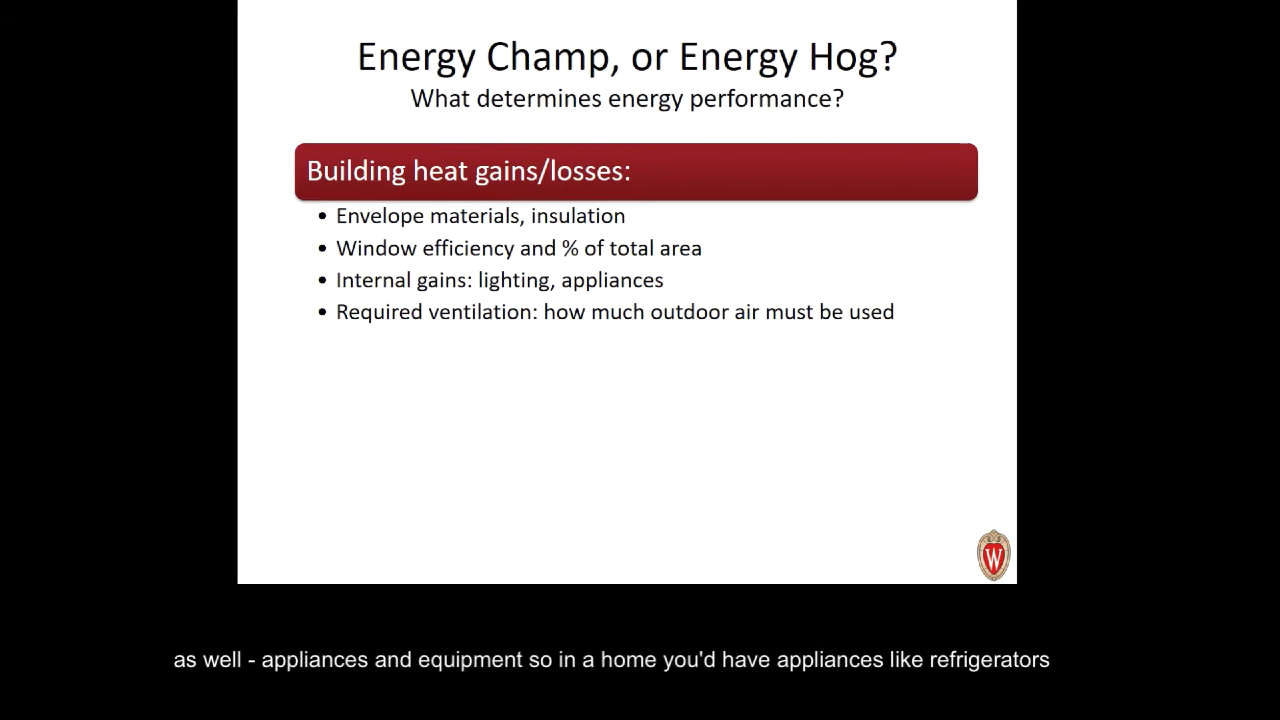 Energy Champ, or Energy Hog?
What determines energy performance?
Building heat gains/losses:
• Envelope materials, insulation
• Window efficiency and % of total area
• Internal gains: lighting, appliances
• Required ventilation: how much outdoor air must be used
W
as well - appliances and equipment so in a home you'd have appliances like refrigerators